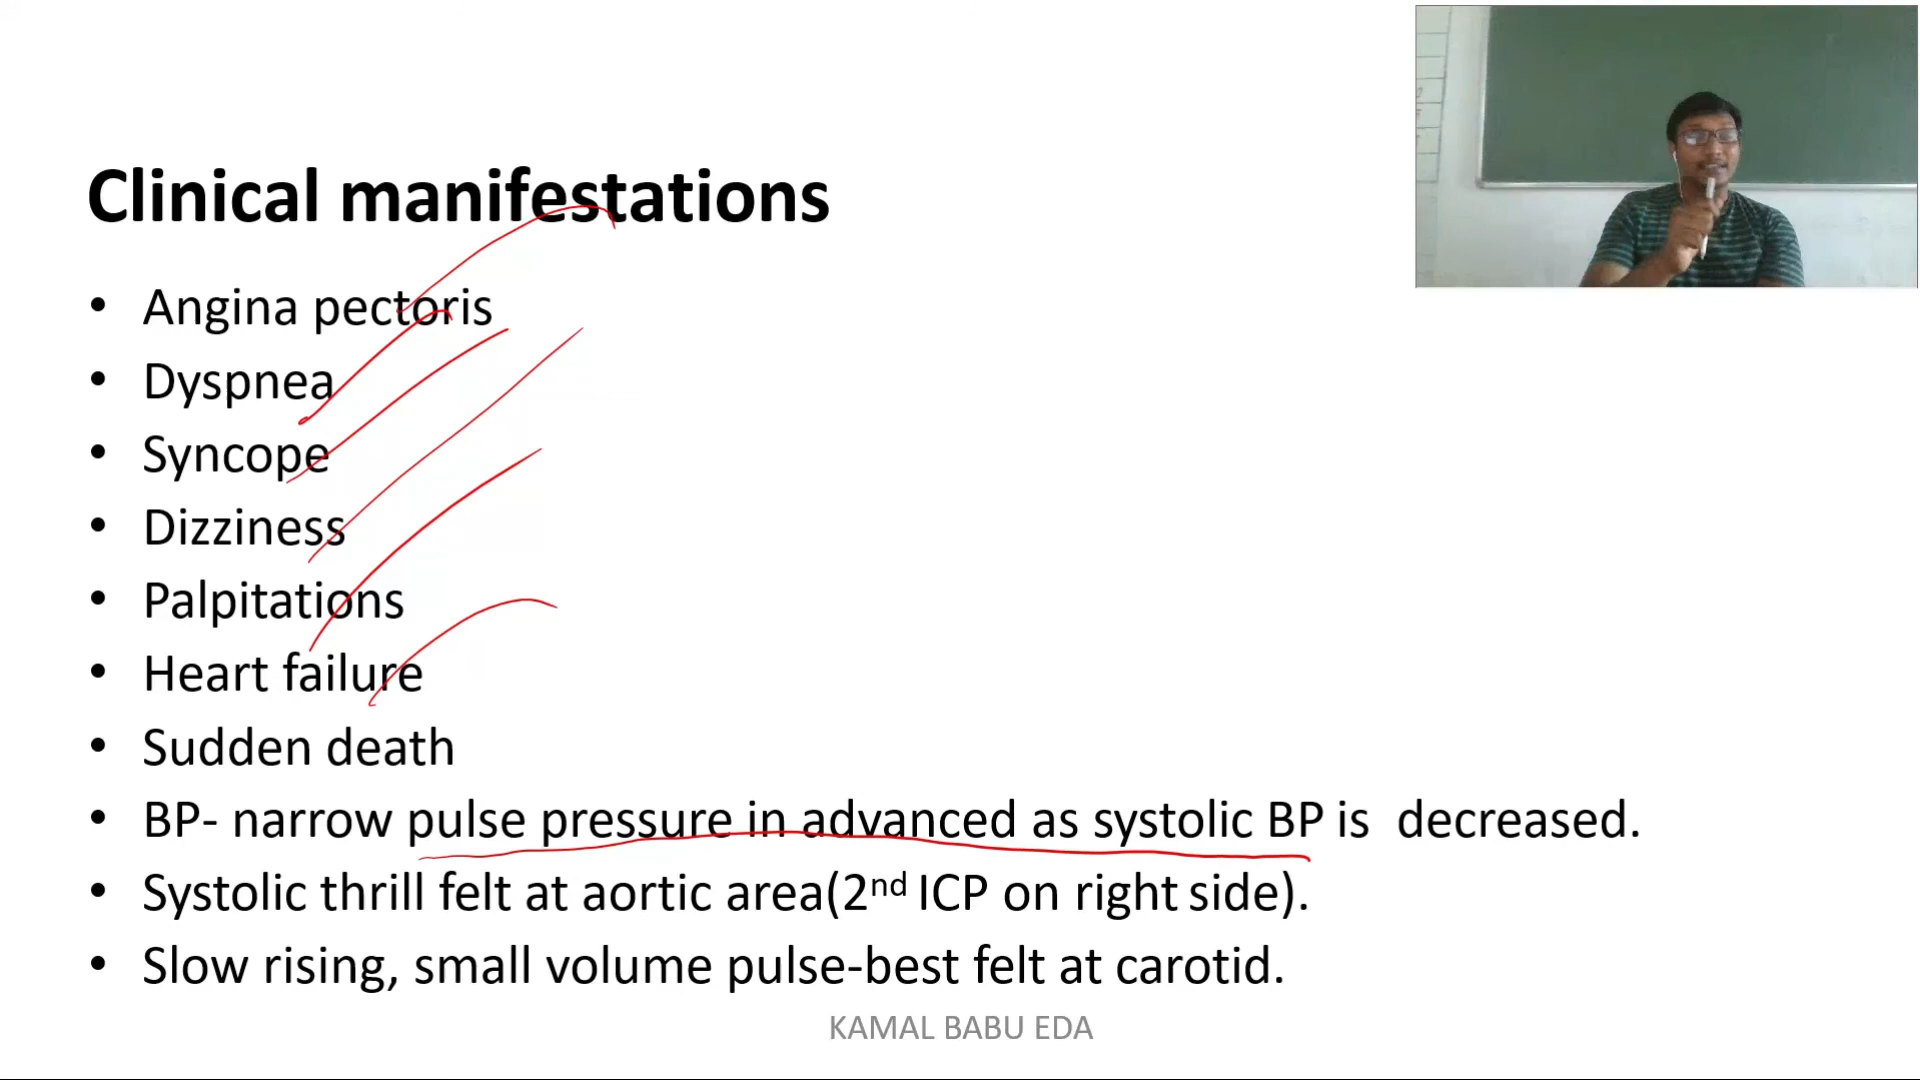 Clinical manifestations
• Angina pectoris
• Dyspnea
• Syncope
• Dizziness
• Palpitations
• Heart failure
• Sudden death
• BP- narrow pulse pressure in advanced as systolic BP is  decreased.
• Systolic thrill felt at aortic area(2nd ICP on right side).
• Slow rising, small volume pulse-best felt at carotid.
KAMAL BABU EDA